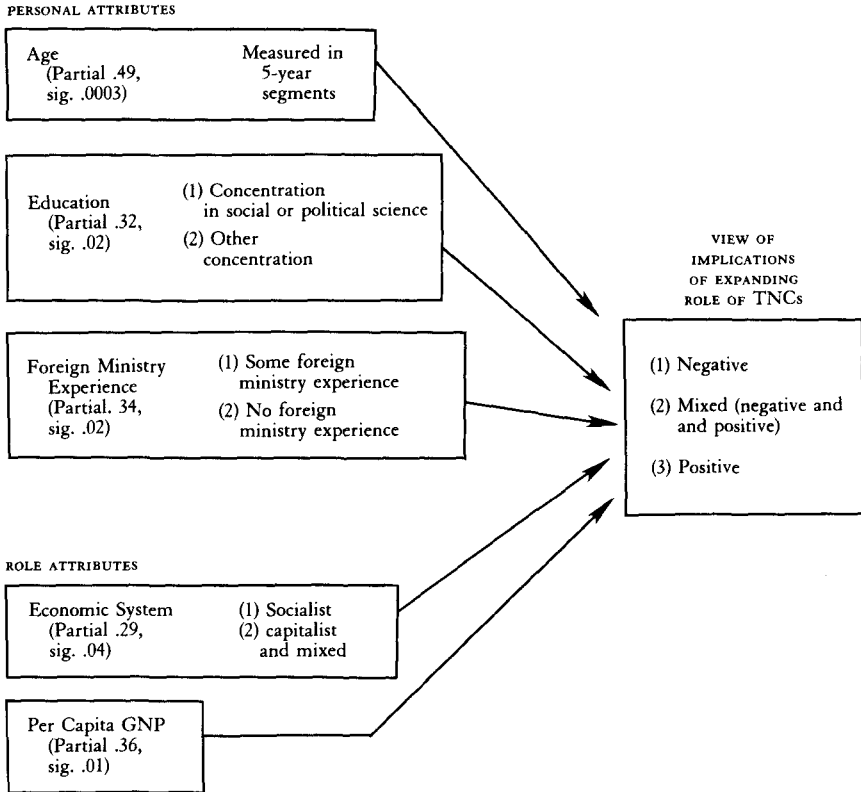 PERSONAL ATTRIBUTES
Age
(Partial .49,
sig. .0003)
Measured in
5-year
segments
Education
(Partial .32,
sig. .02)
(1) Concentration
in social or political science
(2) Other
concentration
Foreign Ministry
Experience
(Partial. 34,
sig. .02)
(1) Some foreign
ministry experience
(2) No foreign
ministry experience
ROLE ATTRIBUTES
Economic System
(Partial .29,
sig. .04)
(1) Socialist
(2) capitalist
and mixed
Per Capita GNP
(Partial .36,
sig. .01)
VIEW OF
IMPLICATIONS
OF EXPANDING
ROLE OF TNCs
(1) Negative
(2) Mixed (negative and
and positive)
(3) Positive